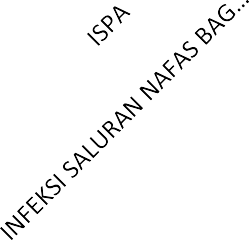 ISPA
INFEKSI SALURAN NAFAS BAG...